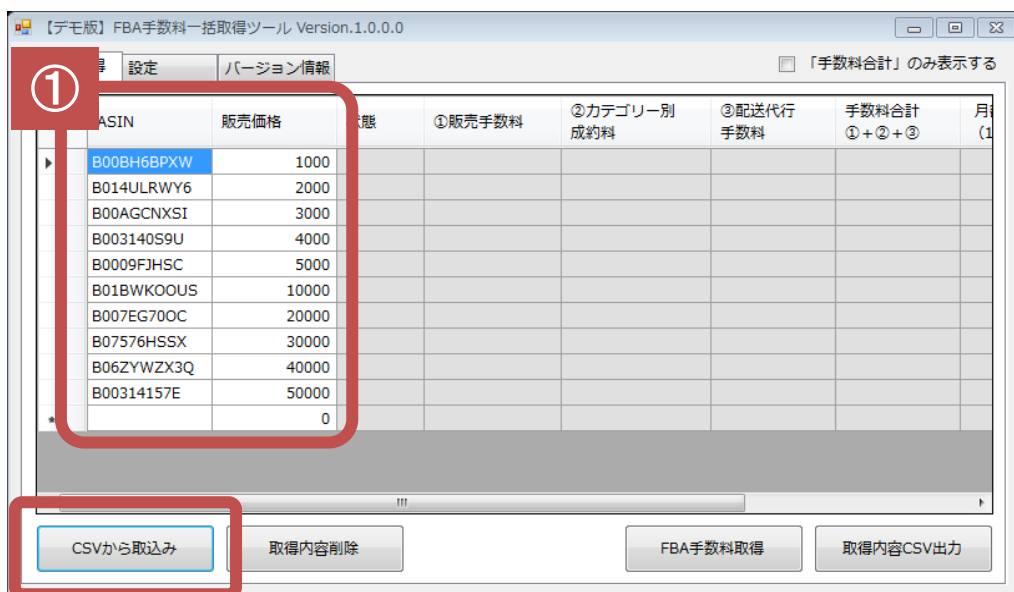 【デモ版】FBA手数料一括取得ツール Version.1.0.0.0
得 設定 バージョン情報 「手数料合計」のみ表示する
①
ASIN 販売価格 状態 ①販売手数料 ②カテゴリー別 ③配送代行 手数料合計
成約料 手数料 ①+②+③ (1
B00BH6BPXW 1000
B014ULRWY6 2000
B00AGCNXSI 3000
B003140S9U 4000
B0009FJHSC 5000
B01BWKOOUS 10000
B007EG70OC 20000
B07576HSSX 30000
B06ZYWZX3Q 40000
B00314157E 50000
0
CSVから取込み 取得内容削除 FBA手数料取得 取得内容CSV出力